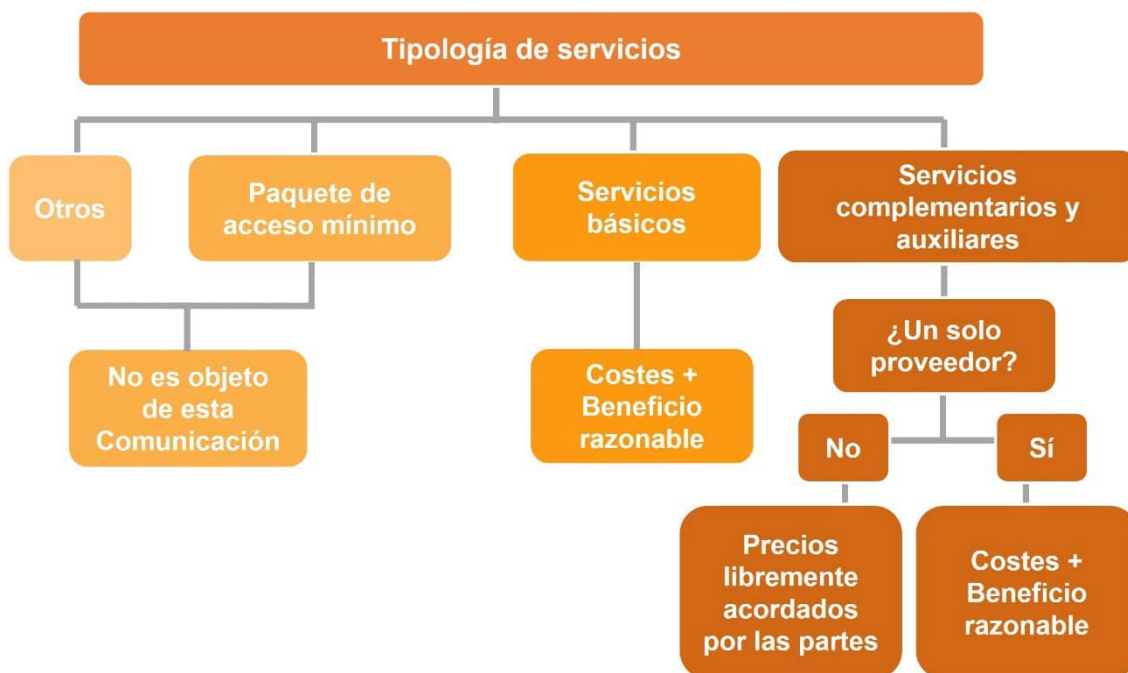 Tipología de servicios
Otros
Paquete de
acceso mínimo
Servicios
básicos
Servicios
complementarios y
auxiliares
No es objeto
de esta
Comunicación
Costes +
Beneficio
razonable
¿Un solo
proveedor?
No
Sí
Precios
libremente
acordados
por las partes
Costes +
Beneficio
razonable